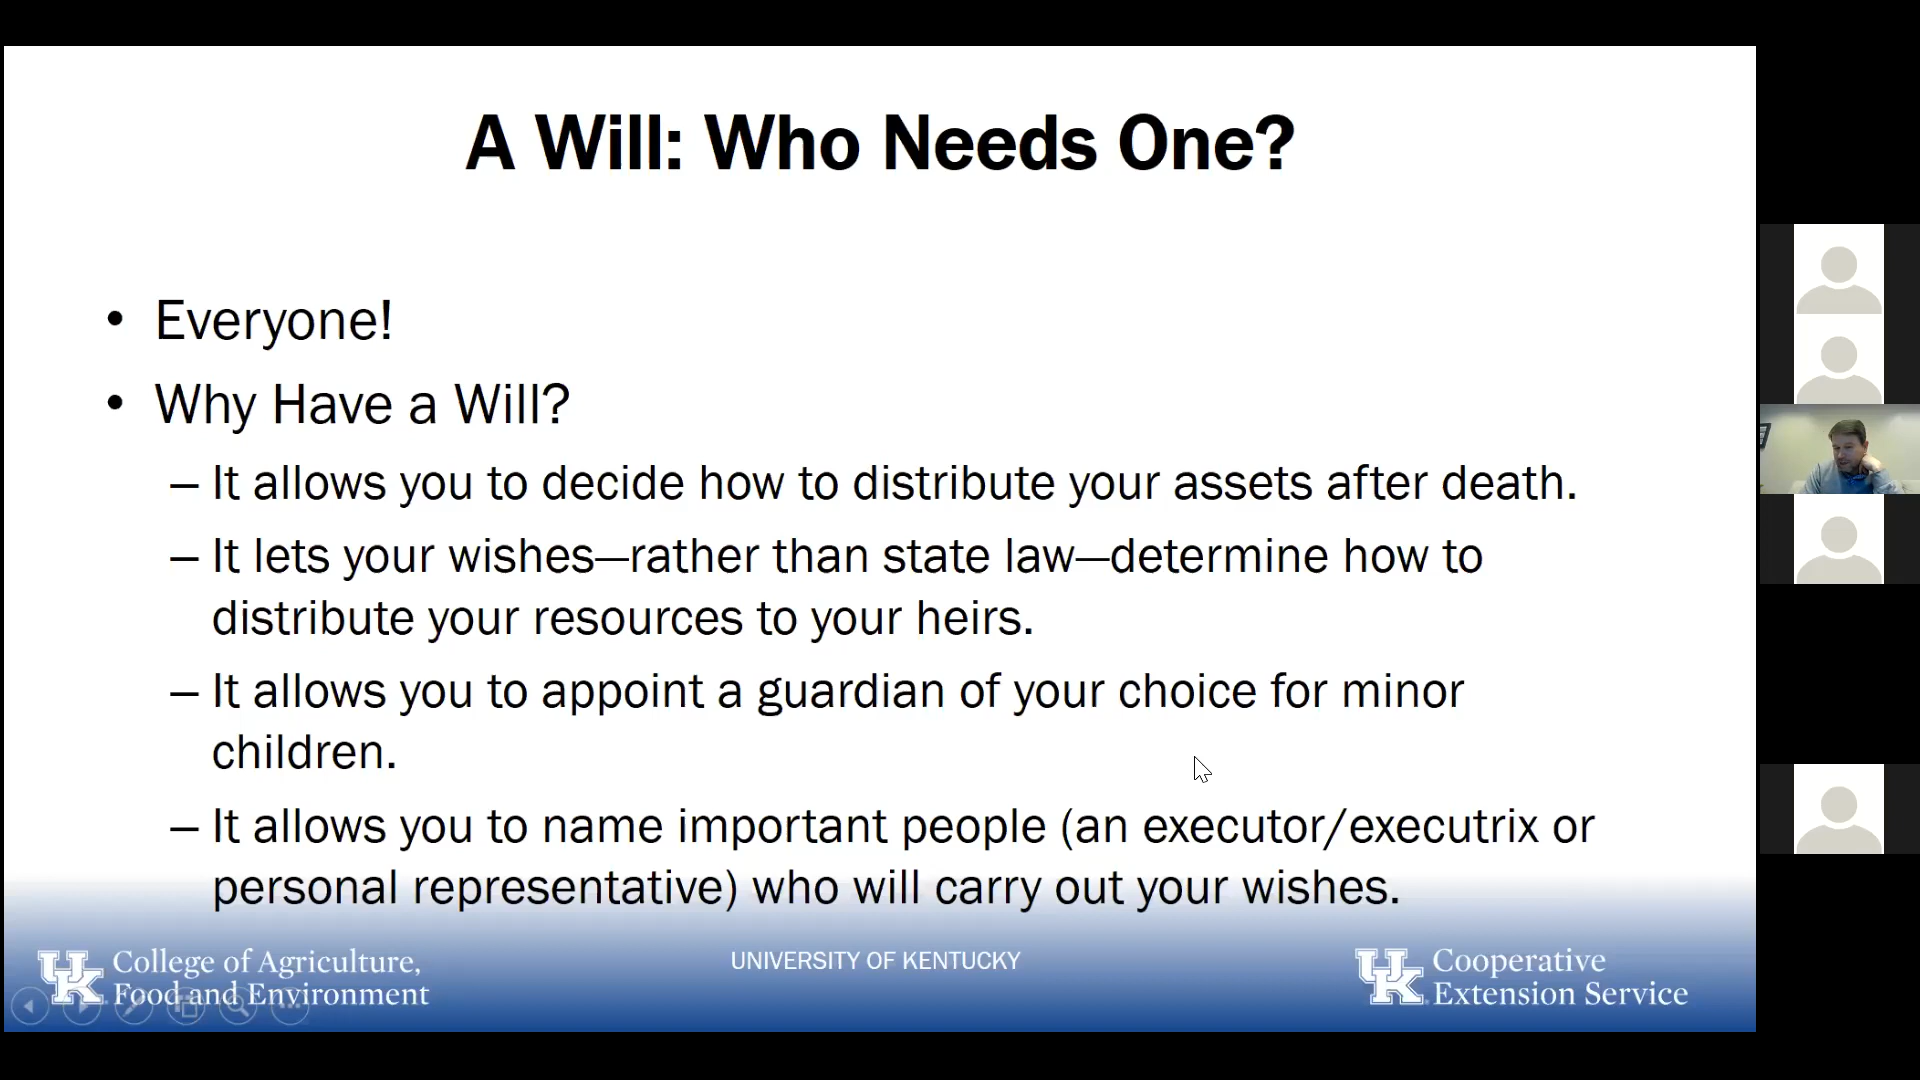 A Will: Who Needs One?
• Everyone!
• Why Have a Will?
– It allows you to decide how to distribute your assets after death.
– It lets your wishes—rather than state law—determine how to
distribute your resources to your heirs.
– It allows you to appoint a guardian of your choice for minor
children.
– It allows you to name important people (an executor/executrix or
personal representative) who will carry out your wishes.
UK College of Agriculture,
Food and Environment
UNIVERSITY OF KENTUCKY
UK Cooperative
Extension Service